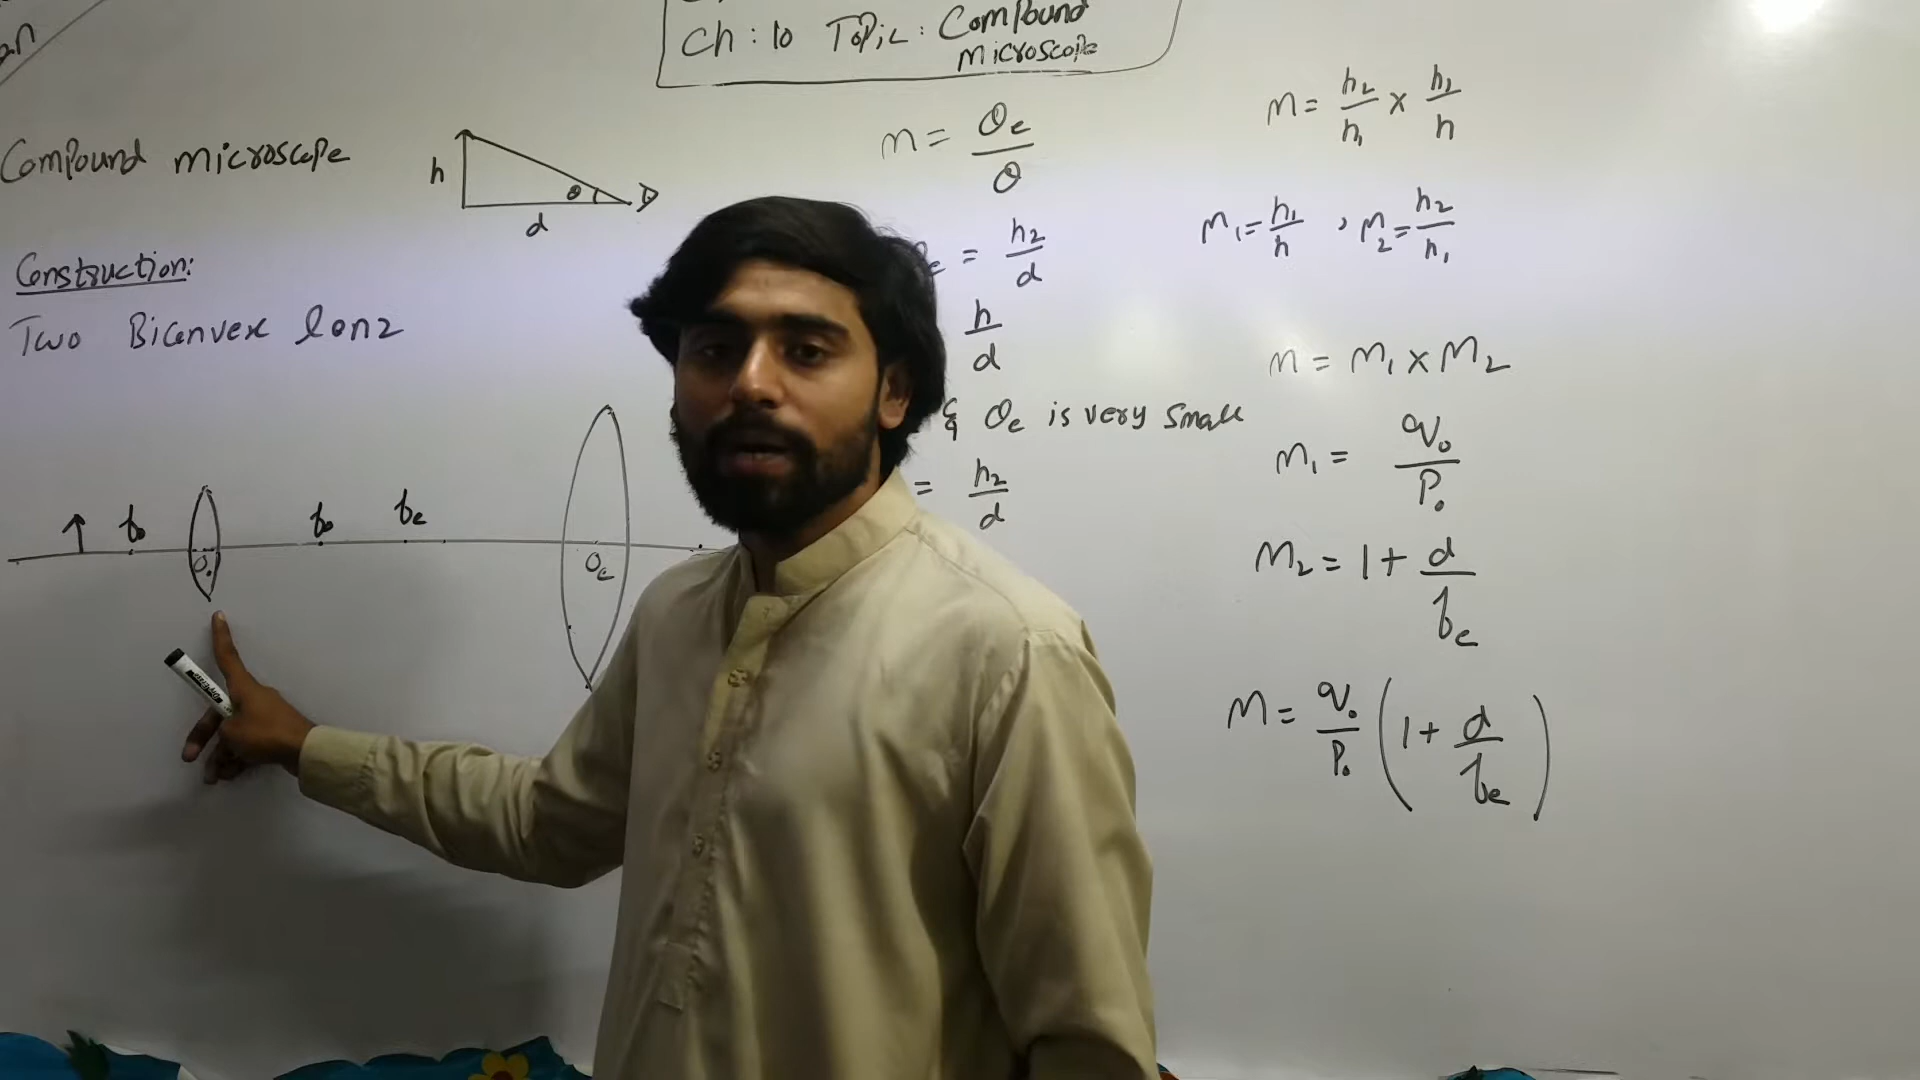 an
Ch : 10 Topic : Compound
microscope
Compound microscope
h
θ
d
Construction:
Two Biconvex lenz
fo
fo
fe
Oo
Oe
M = θe / θ
= h2 / d
h / d
& θe is very small
= h2 / d
M = h2 / h1 × h1 / h
M1 = h1 / h , M2 = h2 / h1
M = M1 × M2
M1 = qo / Po
M2 = 1 + d / fe
M = qo / Po ( 1 + d / fe )